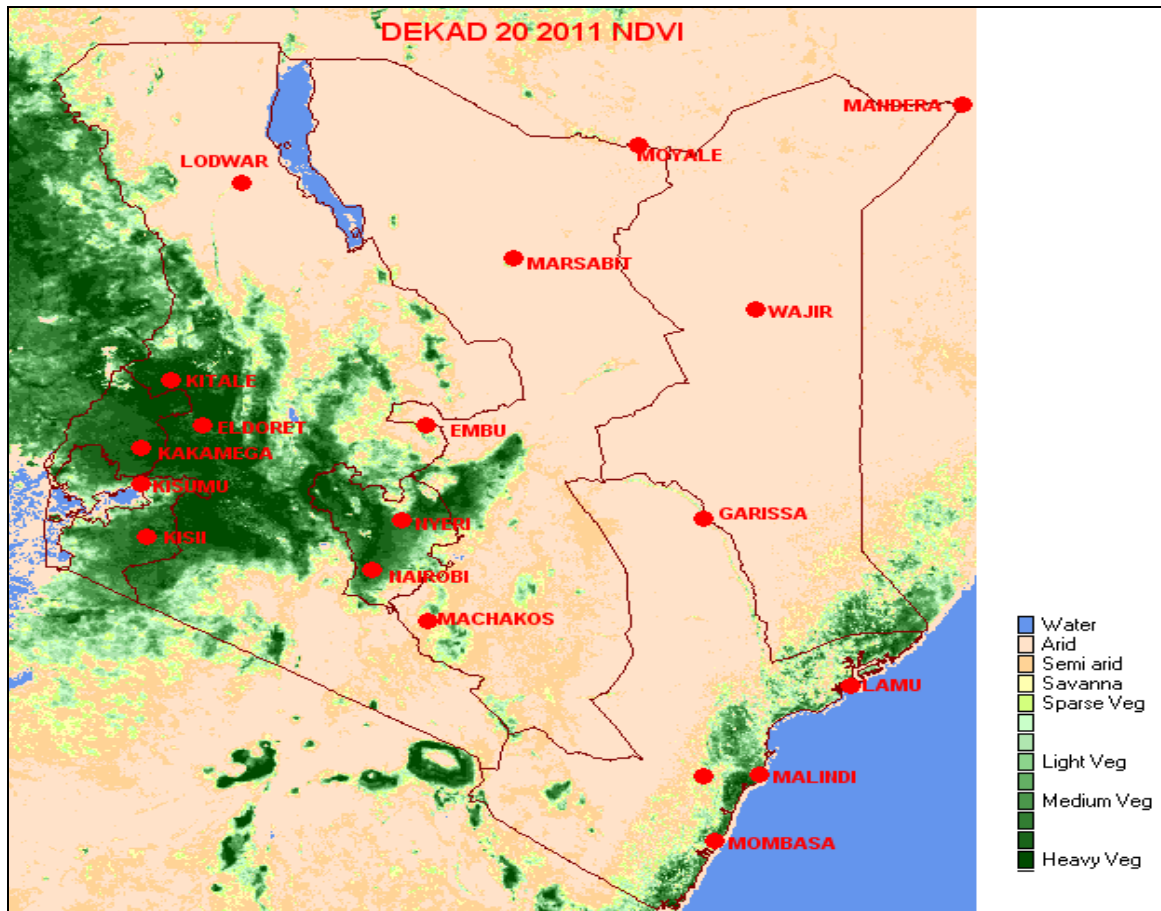 DEKAD 20 2011 NDVI
MANDERA
MOYALE
LODWAR
MARSABIT
WAJIR
KITALE
ELDORET
EMBU
KAKAMEGA
KISUMU
GARISSA
NYERI
KISII
NAIROBI
MACHAKOS
LAMU
MALINDI
MOMBASA
Water
Arid
Semi arid
Savanna
Sparse Veg
Light Veg
Medium Veg
Heavy Veg